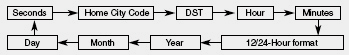 Seconds Home City Code DST Hour Minutes
Day Month Year 12/24-Hour format